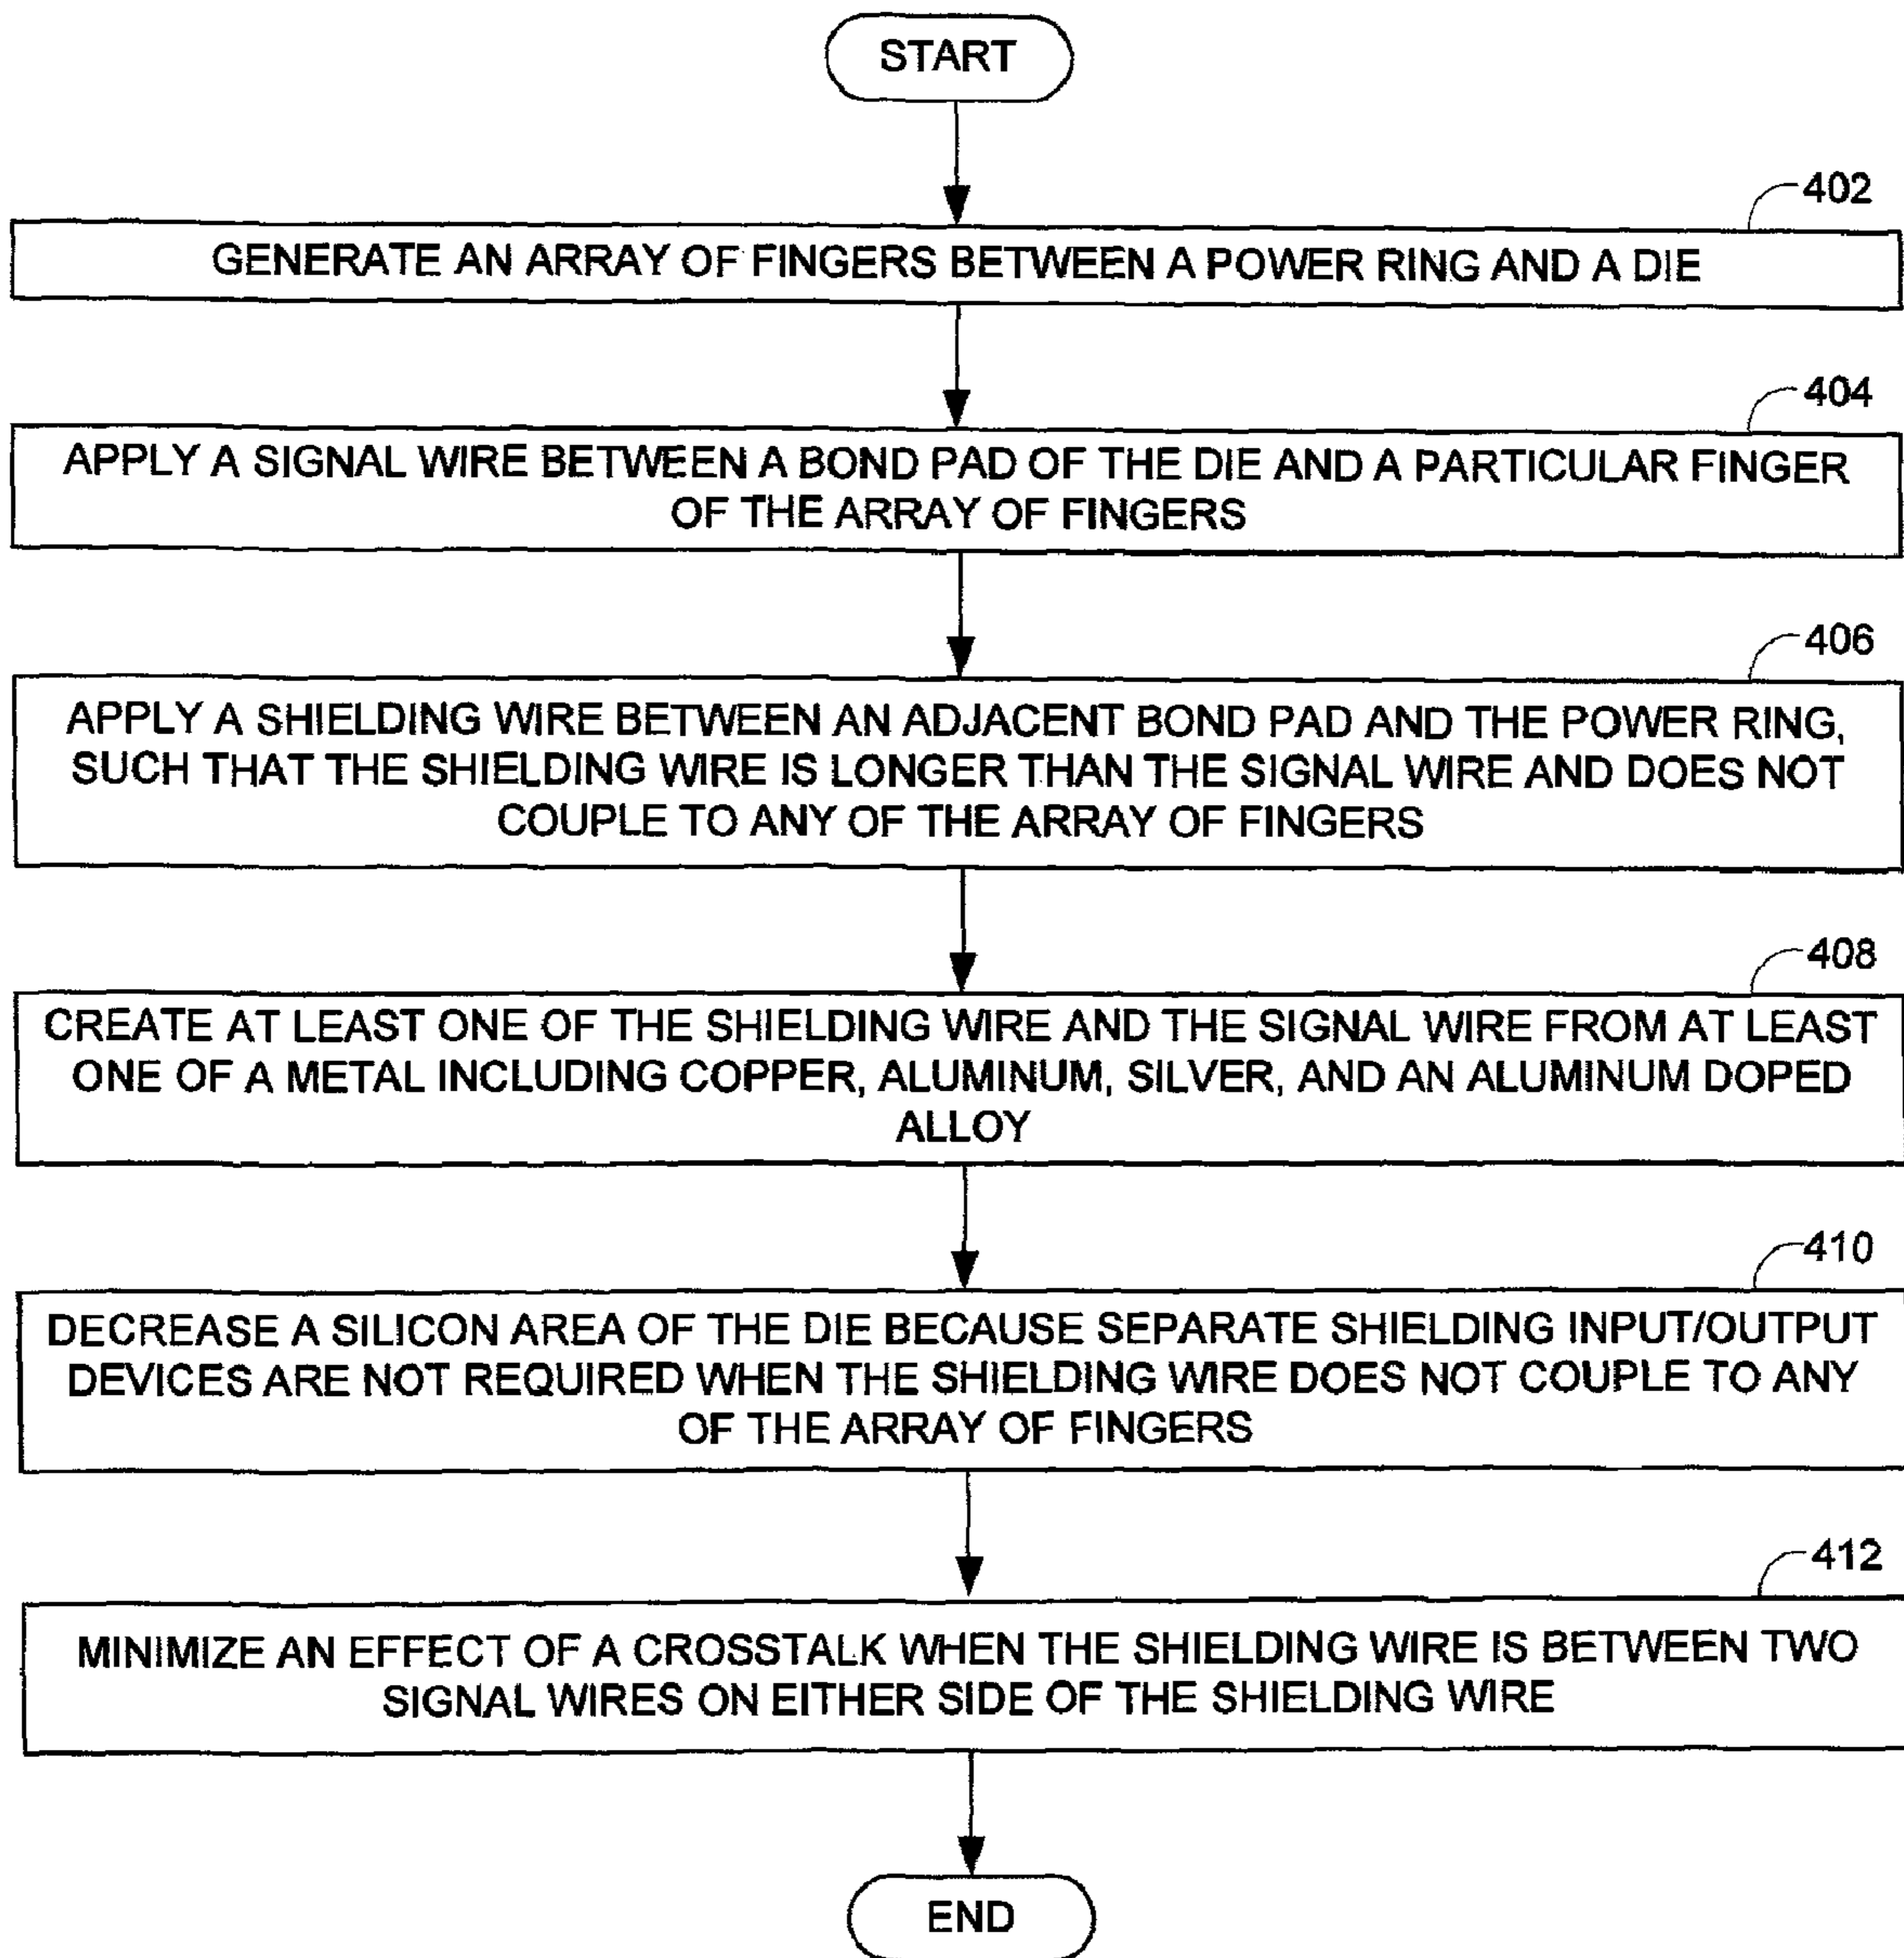 START
402
GENERATE AN ARRAY OF FINGERS BETWEEN A POWER RING AND A DIE
404
APPLY A SIGNAL WIRE BETWEEN A BOND PAD OF THE DIE AND A PARTICULAR FINGER
OF THE ARRAY OF FINGERS
406
APPLY A SHIELDING WIRE BETWEEN AN ADJACENT BOND PAD AND THE POWER RING,
SUCH THAT THE SHIELDING WIRE IS LONGER THAN THE SIGNAL WIRE AND DOES NOT
COUPLE TO ANY OF THE ARRAY OF FINGERS
408
CREATE AT LEAST ONE OF THE SHIELDING WIRE AND THE SIGNAL WIRE FROM AT LEAST
ONE OF A METAL INCLUDING COPPER, ALUMINUM, SILVER, AND AN ALUMINUM DOPED
ALLOY
410
DECREASE A SILICON AREA OF THE DIE BECAUSE SEPARATE SHIELDING INPUT/OUTPUT
DEVICES ARE NOT REQUIRED WHEN THE SHIELDING WIRE DOES NOT COUPLE TO ANY
OF THE ARRAY OF FINGERS
412
MINIMIZE AN EFFECT OF A CROSSTALK WHEN THE SHIELDING WIRE IS BETWEEN TWO
SIGNAL WIRES ON EITHER SIDE OF THE SHIELDING WIRE
END